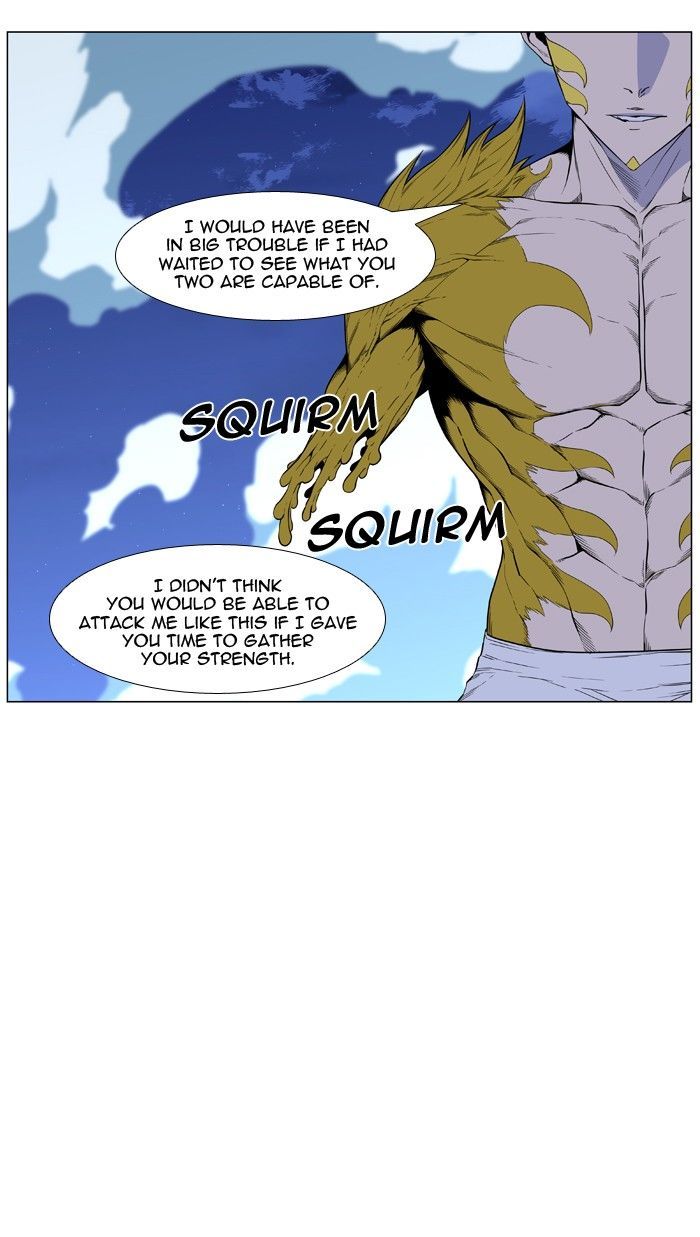 I WOULD HAVE BEEN
IN BIG TROUBLE IF I HAD
WAITED TO SEE WHAT YOU
TWO ARE CAPABLE OF.
SQUIRM
SQUIRM
I DIDN'T THINK
YOU WOULD BE ABLE TO
ATTACK ME LIKE THIS IF I GAVE
YOU TIME TO GATHER
YOUR STRENGTH.